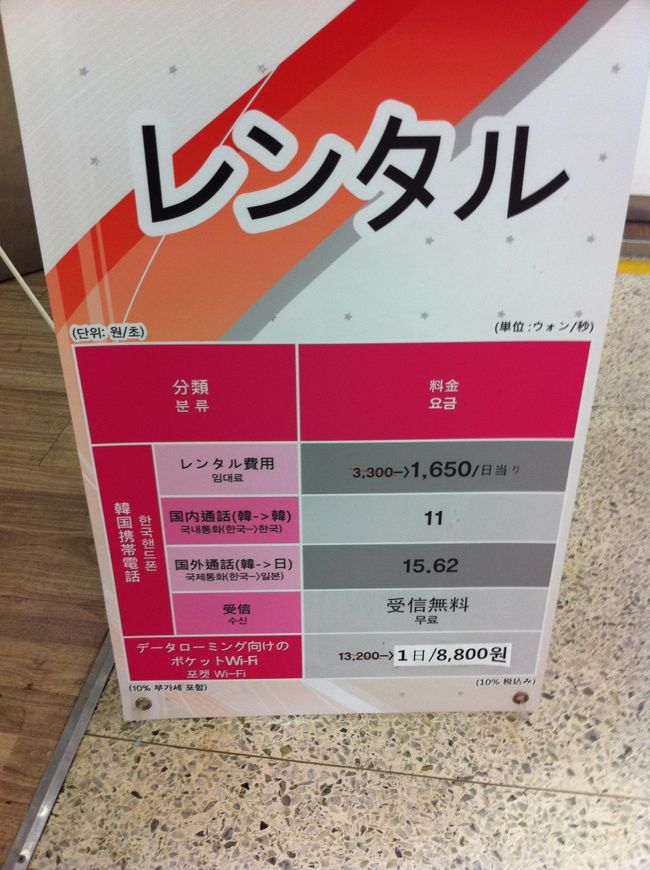 レンタル
(단위: 원/초)
(単位:ウォン/秒)
分類
분류
料金
요금
韓国携帯電話
한국핸드폰
レンタル費用
임대료
3,300->1,650/日当り
国内通話(韓->韓)
국내통화(한국->한국)
11
国外通話(韓->日)
국제통화(한국->일본)
15.62
受信
수신
受信無料
무료
データローミング向けの
ポケットWi-Fi
포켓 Wi-Fi
13,200->1日/8,800원
(10% 부가세 포함)
(10% 税込み)